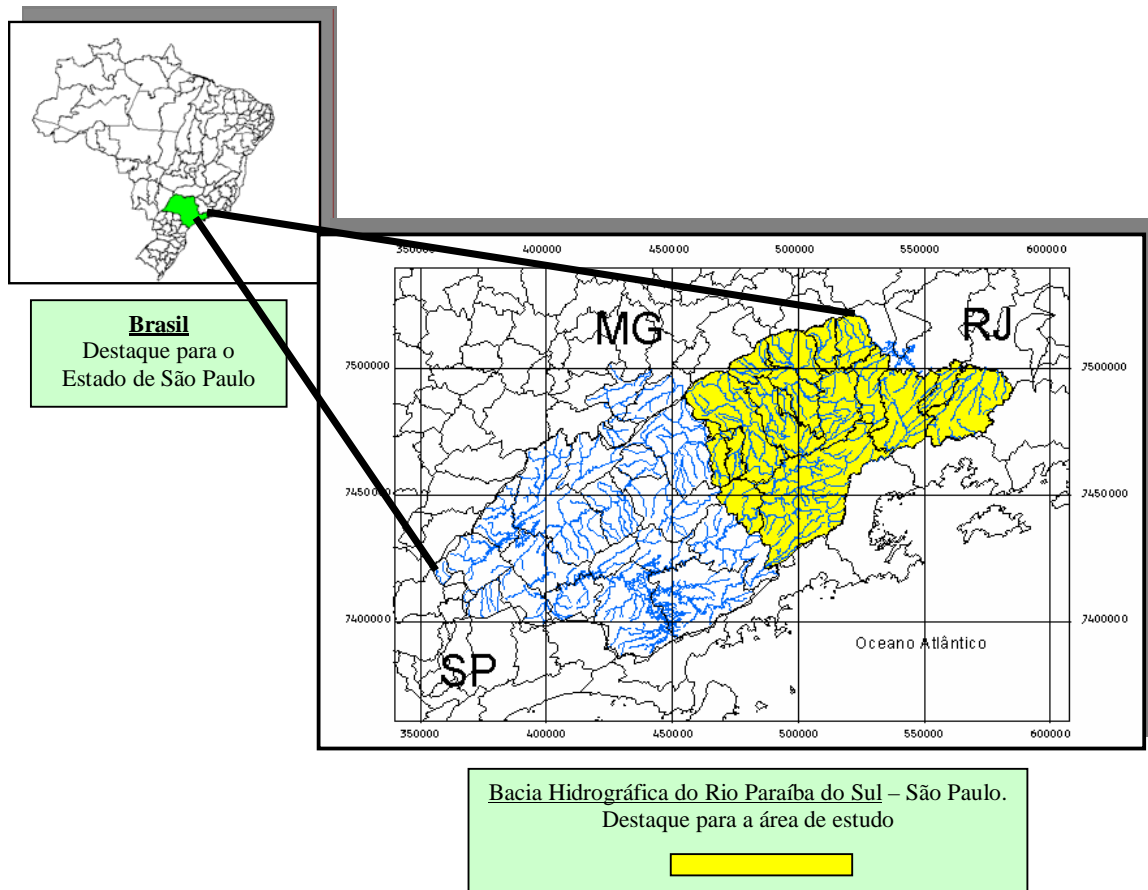 Brasil
Destaque para o
Estado de São Paulo
350000 400000 450000 500000 550000 600000
MG
RJ
7500000 7500000
7450000 7450000
7400000 7400000
Oceano Atlântico
SP
350000 400000 450000 500000 550000 600000
Bacia Hidrográfica do Rio Paraíba do Sul – São Paulo.
Destaque para a área de estudo